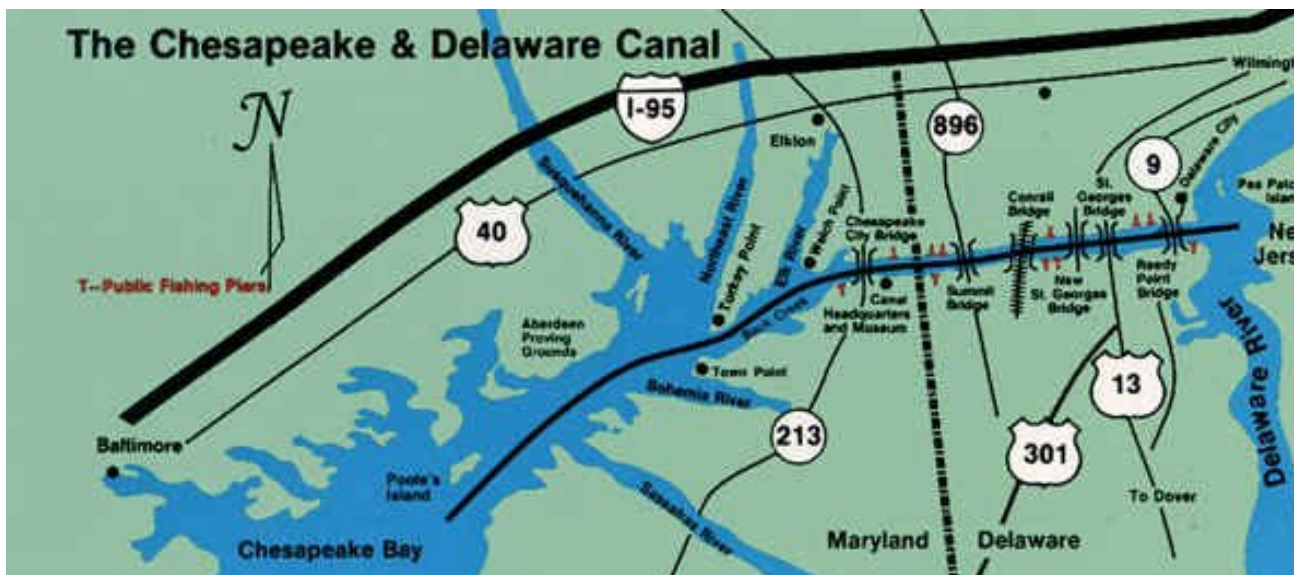 The Chesapeake & Delaware Canal
N
I-95
Wilmingt
896
Elkton
9
Delaware City
40
Susquehanna River
Northeast River
Turkey Point
Elk River
Welch Point
Chesapeake
City Bridge
Conrail
Bridge
St.
Georges
Bridge
Pea Patc
Islan
Ne
Jers
T--Public Fishing Piers
Back Creek
Canal
Headquarters
and Museum
Summit
Bridge
New
St. Georges
Bridge
Reedy
Point
Bridge
Aberdeen
Proving
Grounds
Town Point
Bohemia River
Delaware River
13
213
301
Baltimore
Poole's
Island
Sassafras River
To Dover
Chesapeake Bay
Maryland
Delaware